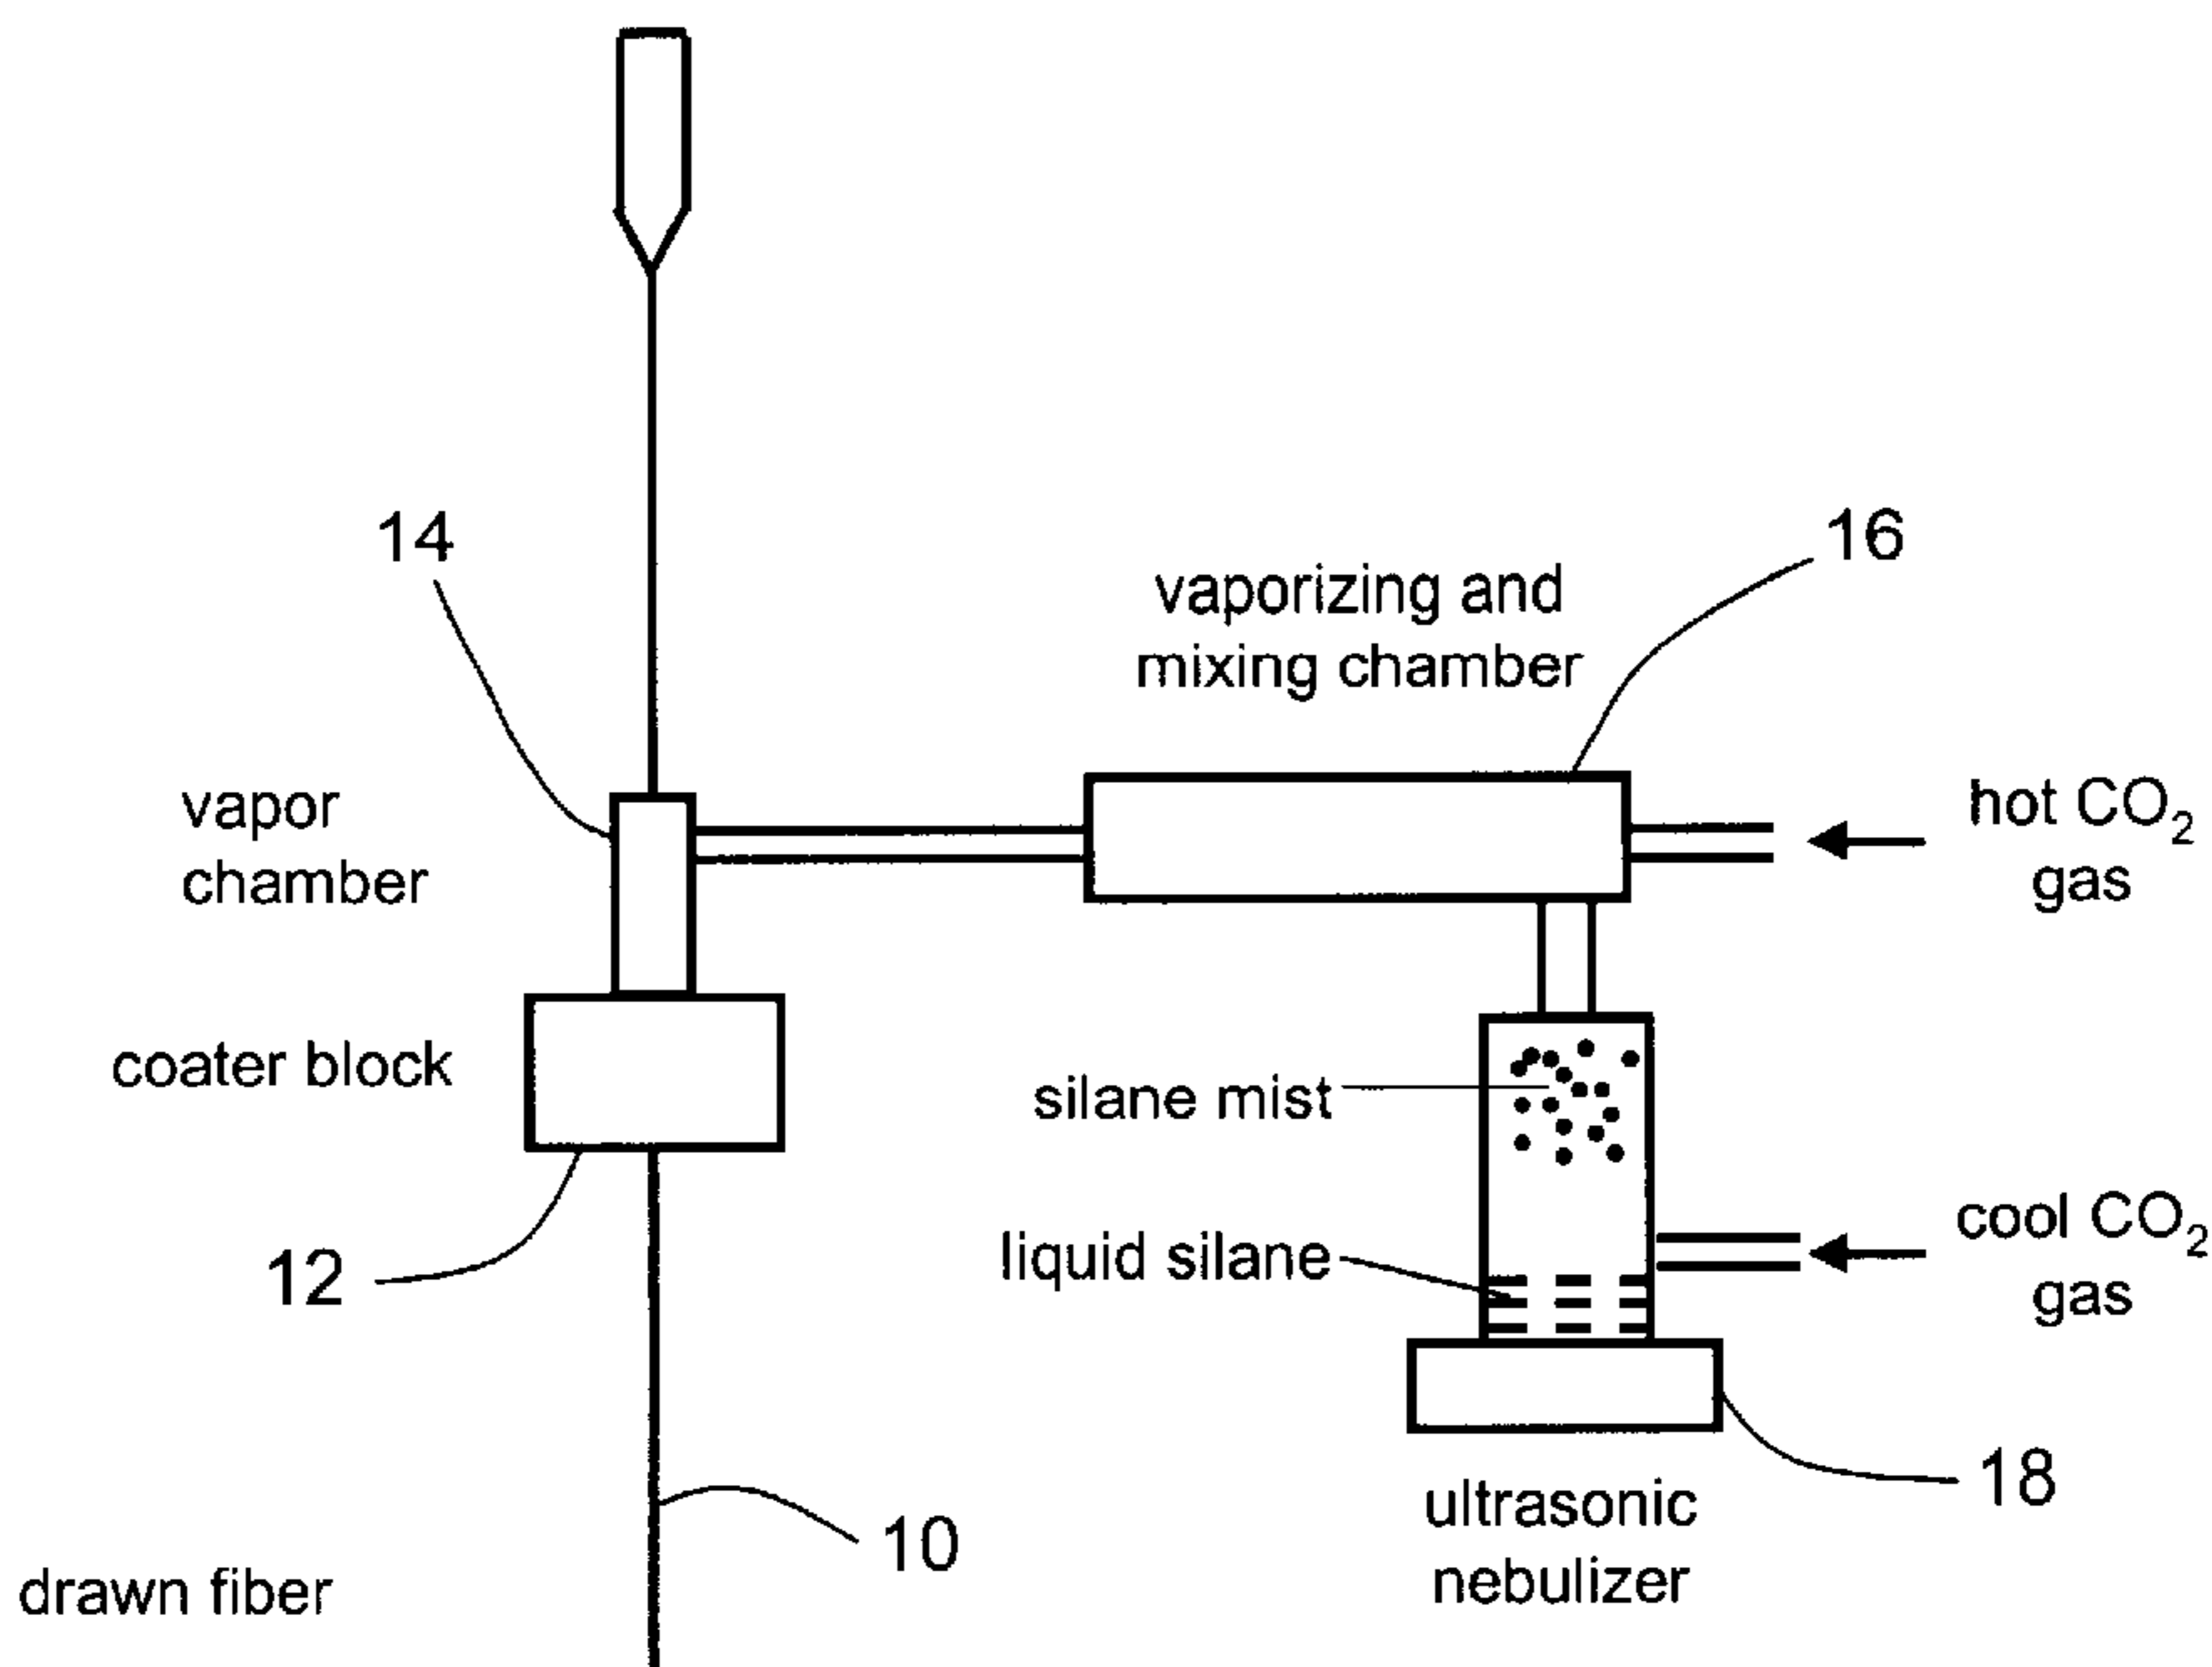 14
16
vaporizing and
mixing chamber
vapor
chamber
hot CO₂
gas
coater block
silane mist
12
liquid silane
cool CO₂
gas
10
18
ultrasonic
nebulizer
drawn fiber